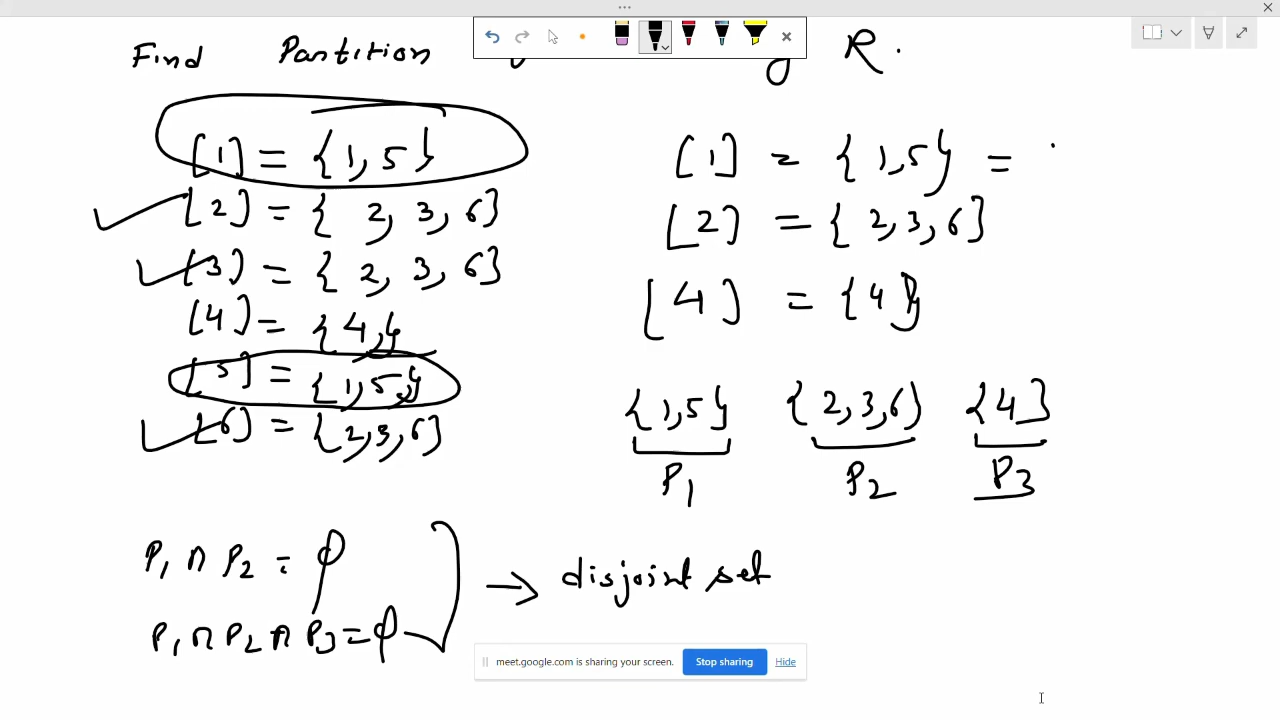 Find Partition R.
[1] = {1, 5}
[2] = { 2, 3, 6}
[3] = { 2, 3, 6}
[4] = {4,}
[5] = {1, 5,}
[6] = {2, 3, 6}
[1] = {1, 5} =
[2] = { 2, 3, 6}
[4] = {4}
{1, 5} {2, 3, 6} {4}
P1 P2 P3
P1 ∩ P2 = φ
P1 ∩ P2 ∩ P3 = φ
→ disjoint set
meet.google.com is sharing your screen. Stop sharing Hide